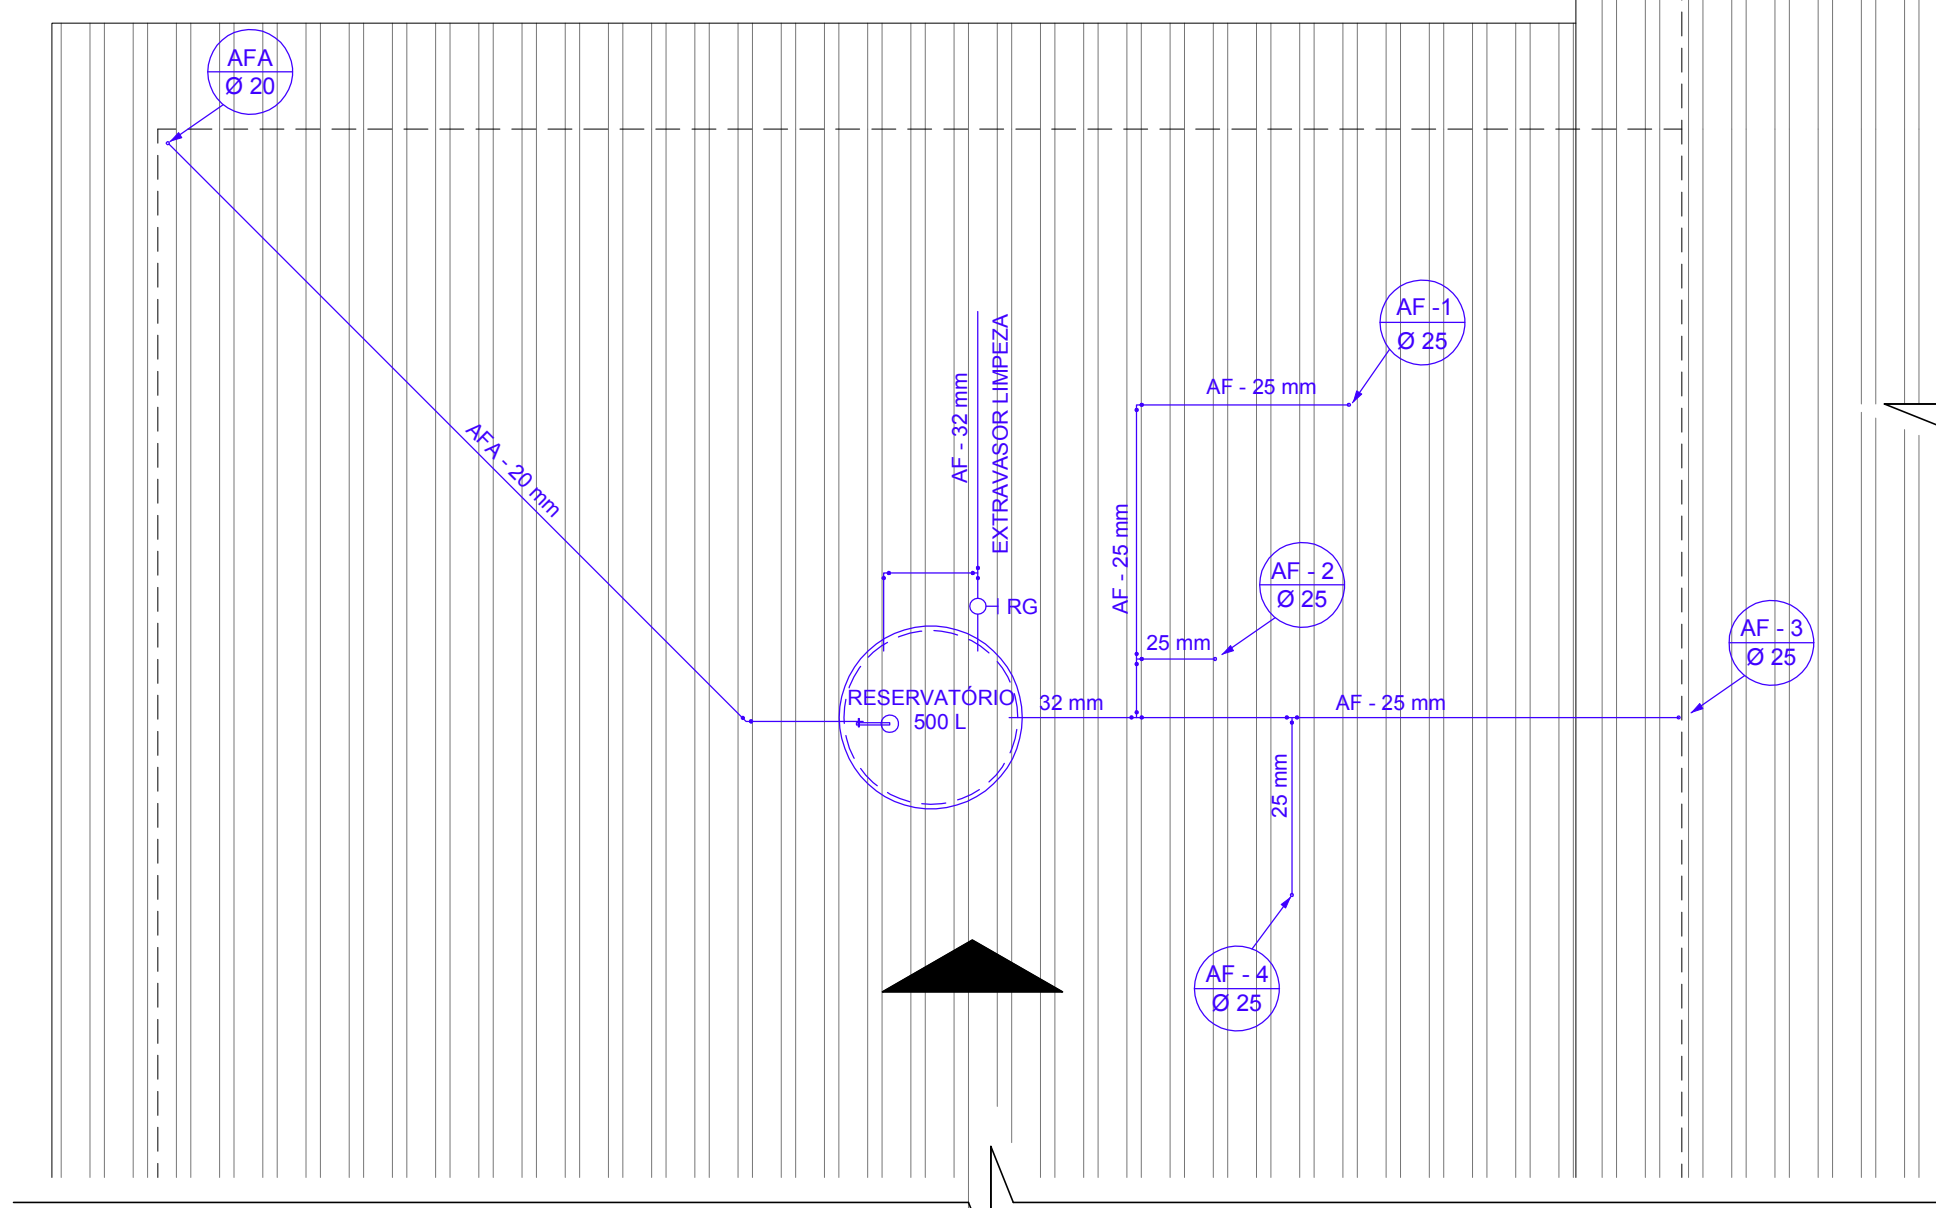 AFA
Ø 20
AF -1
Ø 25
AF - 25 mm
AF - 32 mm
EXTRAVASOR LIMPEZA
AFA - 20 mm
AF - 25 mm
AF - 2
Ø 25
RG
25 mm
AF - 3
Ø 25
RESERVATÓRIO
500 L
32 mm
AF - 25 mm
25 mm
AF - 4
Ø 25